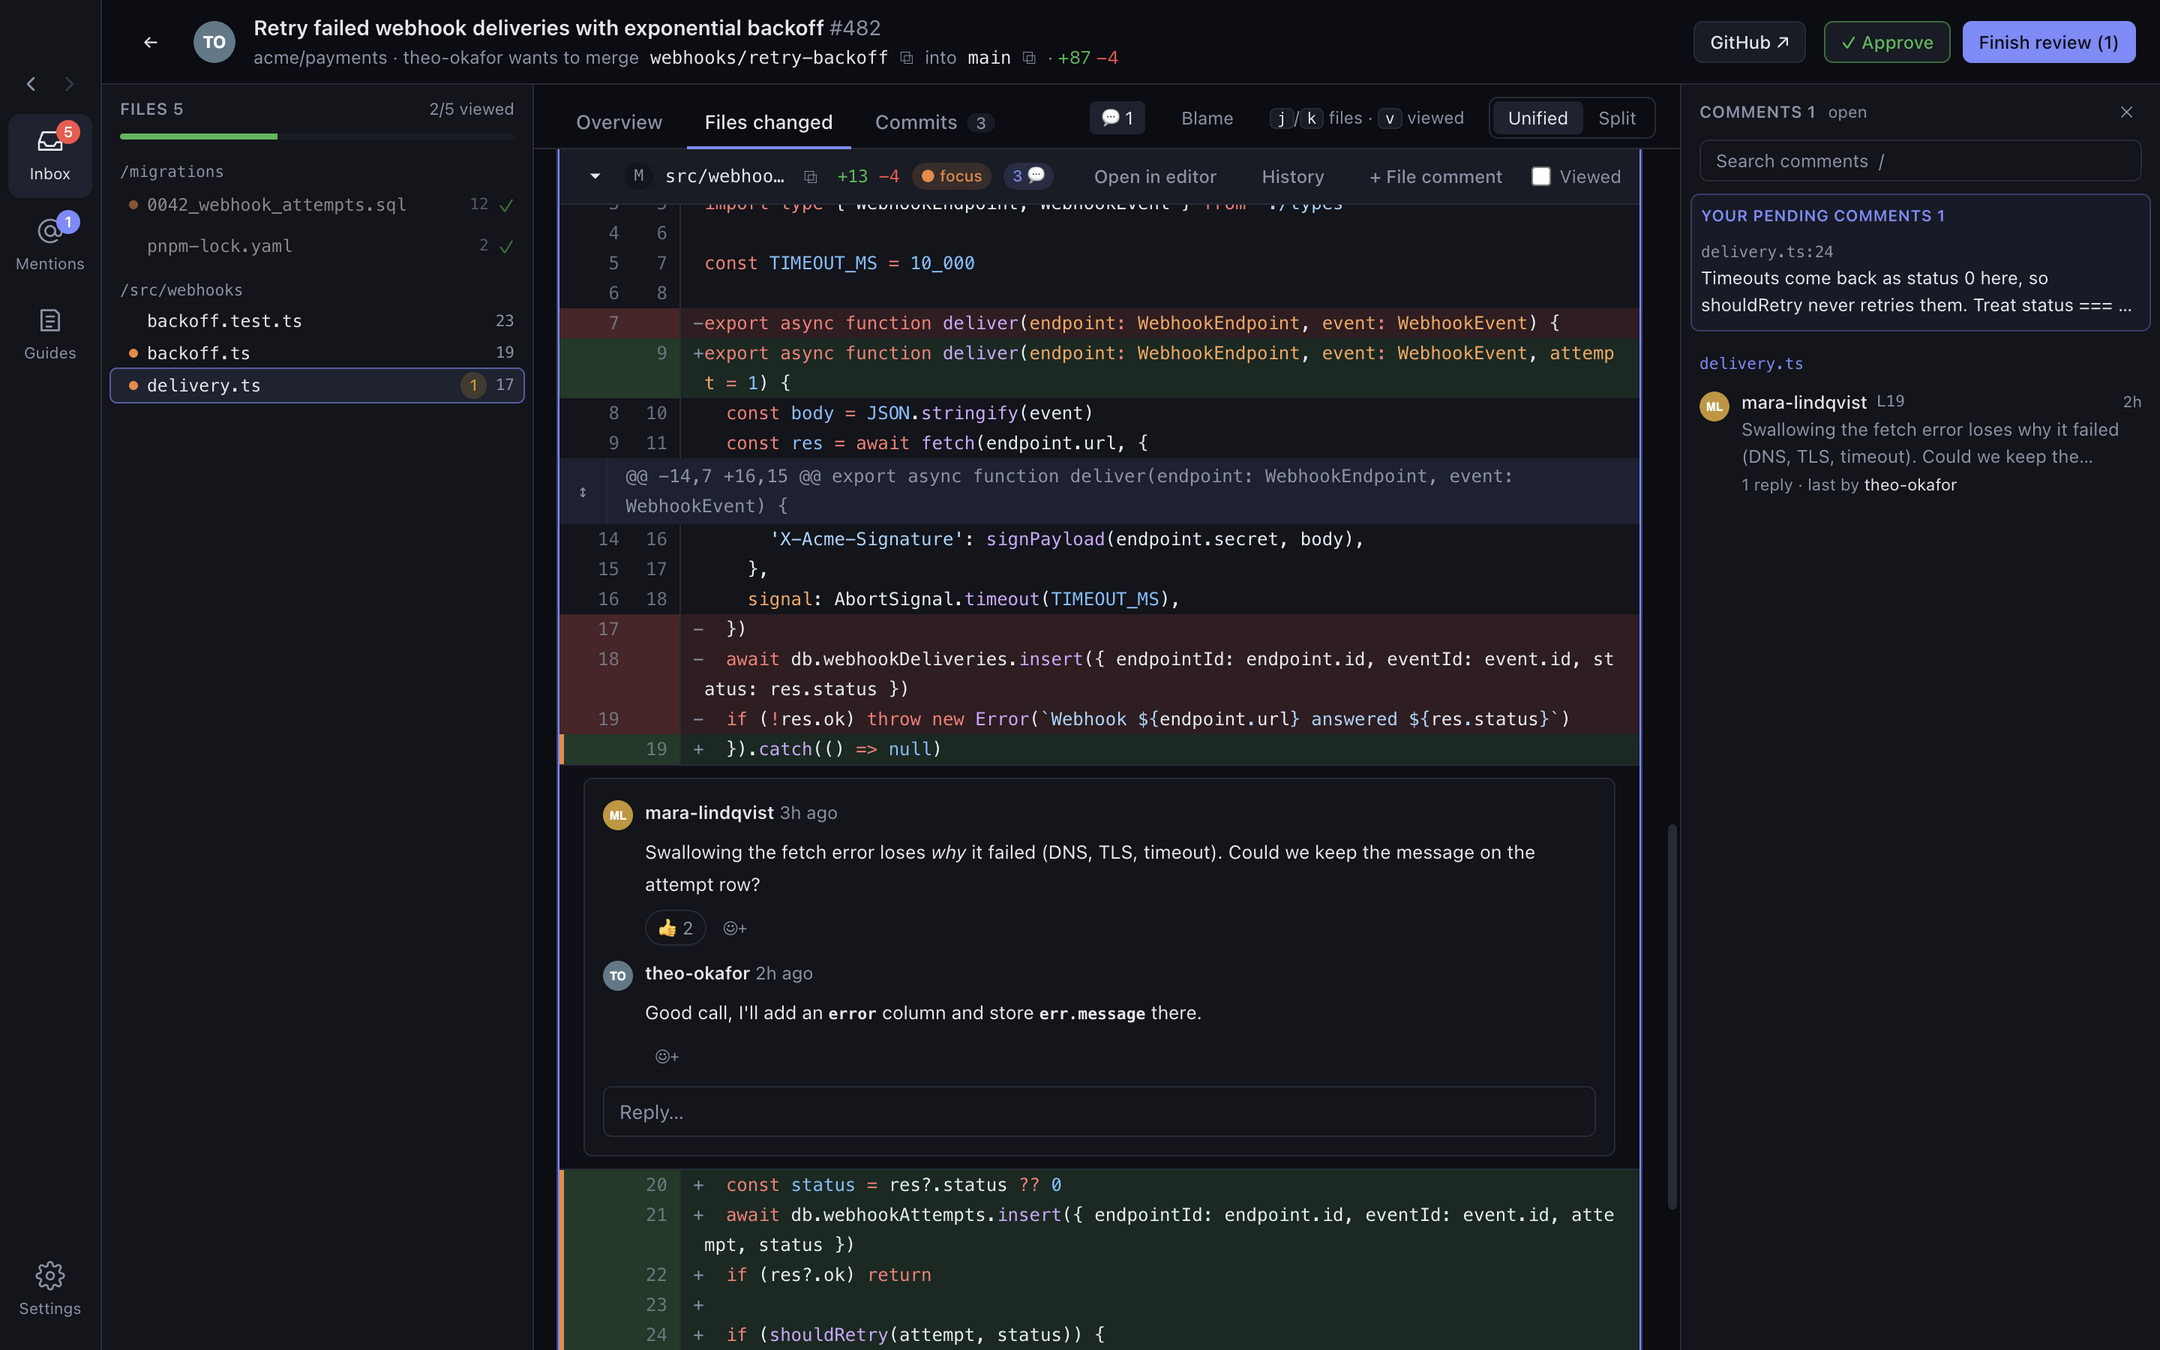 Retry failed webhook deliveries with exponential backoff #482
acme/payments · theo-okafor wants to merge webhooks/retry-backoff into main · +87 −4
TO
GitHub ↗
✓ Approve
Finish review (1)
5
Inbox
1
Mentions
Guides
Settings
FILES 5
2/5 viewed
/migrations
0042_webhook_attempts.sql 12 ✓
pnpm-lock.yaml 2 ✓
/src/webhooks
backoff.test.ts 23
backoff.ts 19
delivery.ts 1 17
Overview
Files changed
Commits 3
💬 1
Blame
j/k files · v viewed
Unified
Split
M src/webhoo… +13 −4 focus 3 💬 Open in editor History + File comment Viewed
3 5 import type { WebhookEndpoint, WebhookEvent } from './types'
4 6
5 7 const TIMEOUT_MS = 10_000
6 8
7 −export async function deliver(endpoint: WebhookEndpoint, event: WebhookEvent) {
9 +export async function deliver(endpoint: WebhookEndpoint, event: WebhookEvent, attemp
t = 1) {
8 10 const body = JSON.stringify(event)
9 11 const res = await fetch(endpoint.url, {
@@ −14,7 +16,15 @@ export async function deliver(endpoint: WebhookEndpoint, event:
WebhookEvent) {
14 16 'X-Acme-Signature': signPayload(endpoint.secret, body),
15 17 },
16 18 signal: AbortSignal.timeout(TIMEOUT_MS),
17 − })
18 − await db.webhookDeliveries.insert({ endpointId: endpoint.id, eventId: event.id, st
atus: res.status })
19 − if (!res.ok) throw new Error(`Webhook ${endpoint.url} answered ${res.status}`)
19 + }).catch(() => null)
ML mara-lindqvist 3h ago
Swallowing the fetch error loses why it failed (DNS, TLS, timeout). Could we keep the message on the
attempt row?
👍 2
TO theo-okafor 2h ago
Good call, I'll add an error column and store err.message there.
Reply...
20 + const status = res?.status ?? 0
21 + await db.webhookAttempts.insert({ endpointId: endpoint.id, eventId: event.id, atte
mpt, status })
22 + if (res?.ok) return
23 +
24 + if (shouldRetry(attempt, status)) {
COMMENTS 1 open
Search comments /
YOUR PENDING COMMENTS 1
delivery.ts:24
Timeouts come back as status 0 here, so
shouldRetry never retries them. Treat status === …
delivery.ts
ML mara-lindqvist L19 2h
Swallowing the fetch error loses why it failed
(DNS, TLS, timeout). Could we keep the…
1 reply · last by theo-okafor